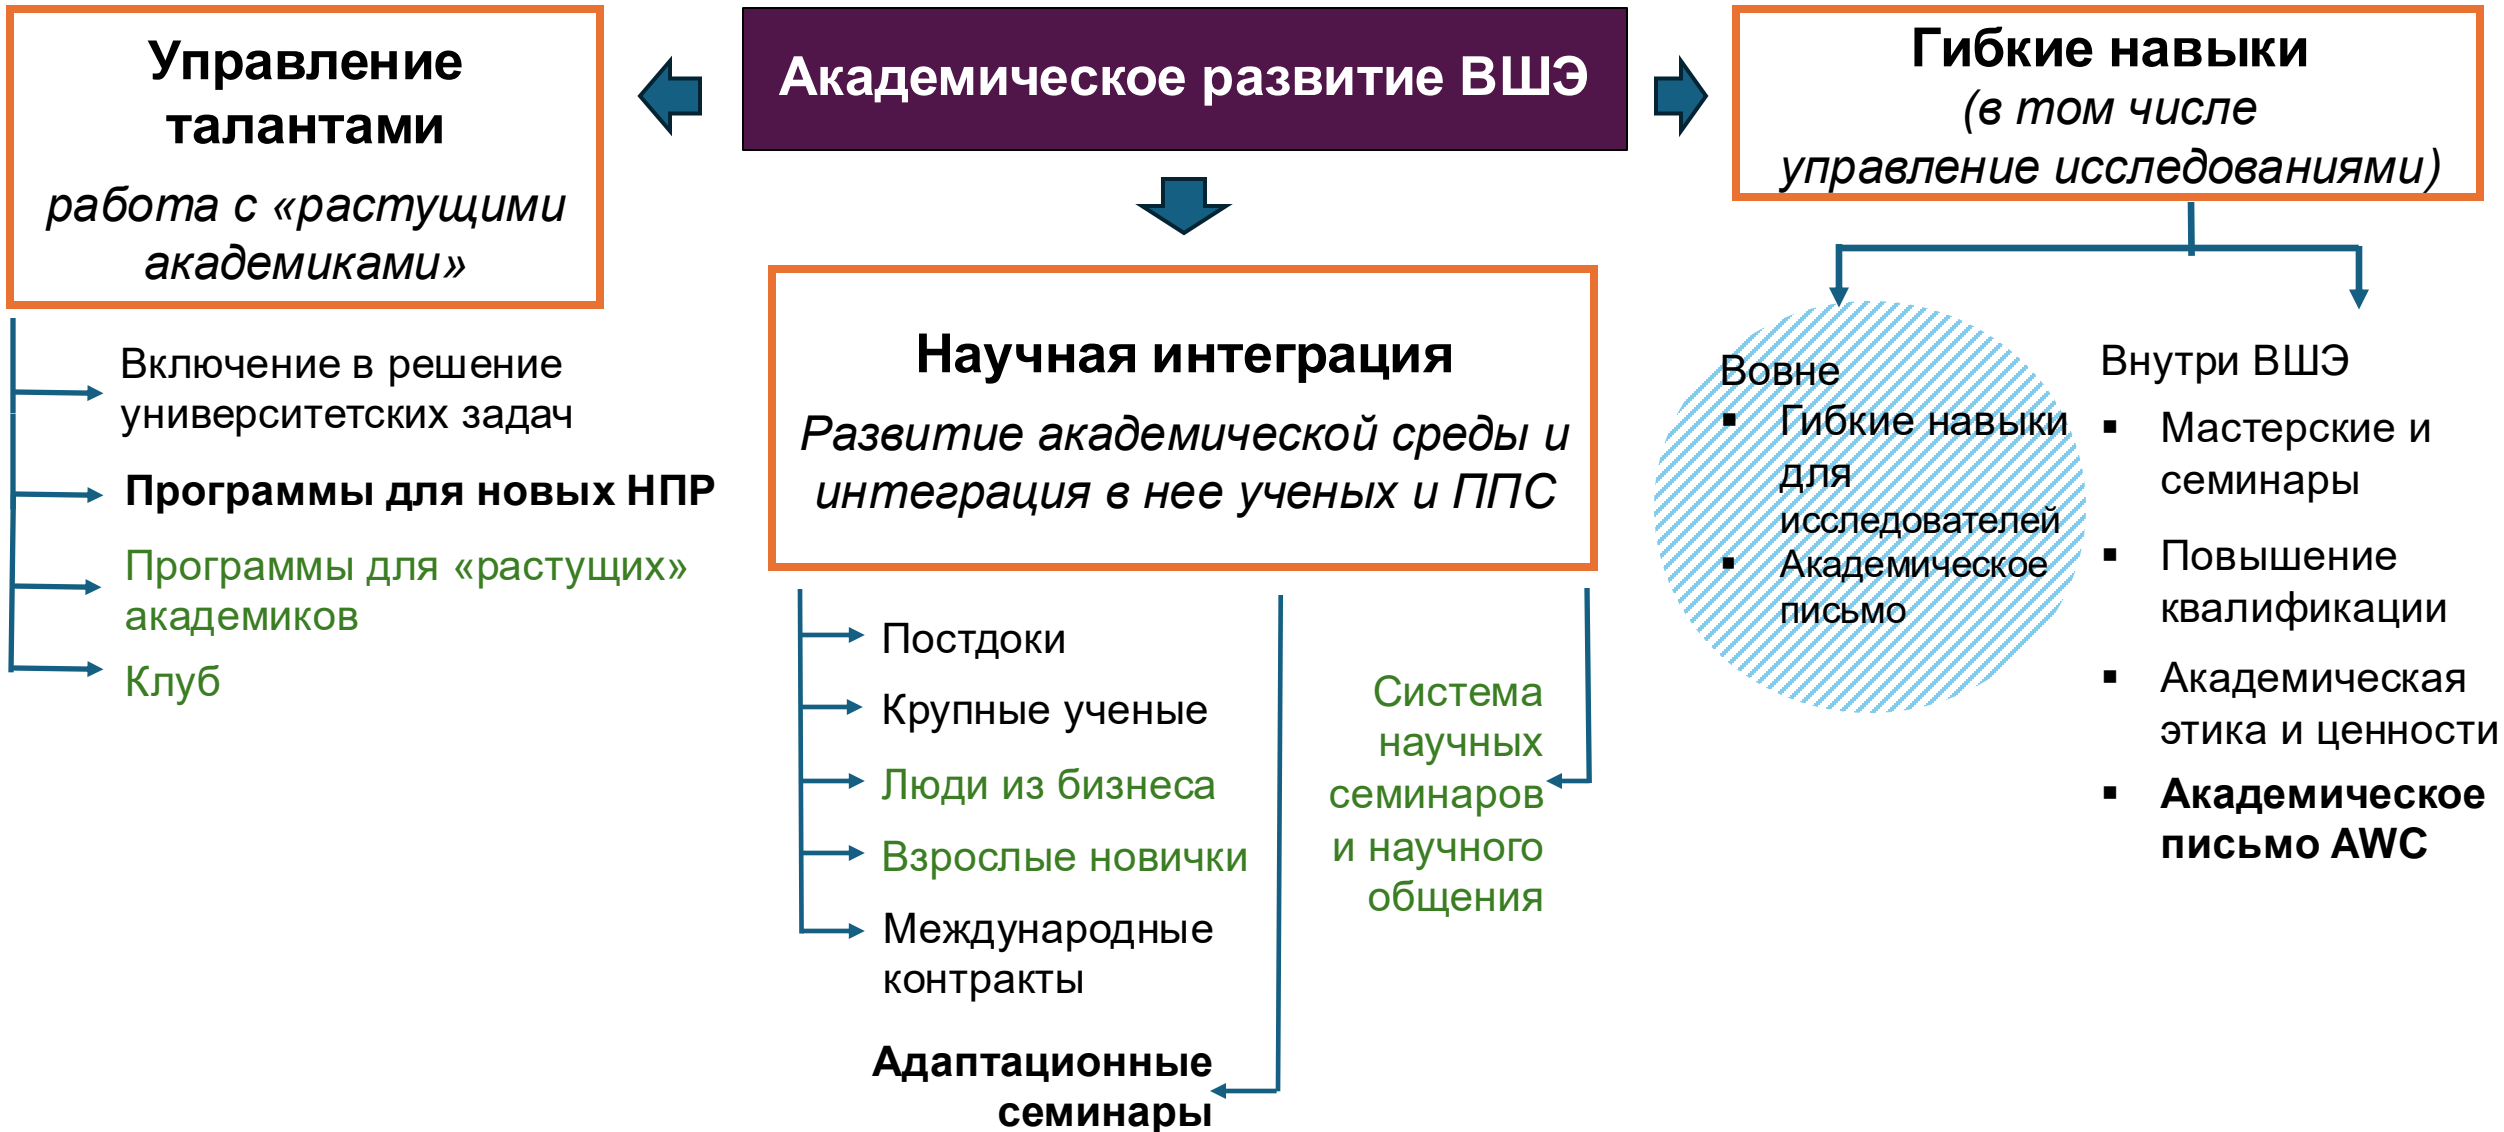 Академическое развитие ВШЭ
Управление
талантами
работа с «растущими
академиками»
Включение в решение
университетских задач
Программы для новых НПР
Программы для «растущих»
академиков
Клуб
Научная интеграция
Развитие академической среды и
интеграция в нее ученых и ППС
Постдоки
Крупные ученые
Люди из бизнеса
Взрослые новички
Международные
контракты
Адаптационные
семинары
Система
научных
семинаров
и научного
общения
Гибкие навыки
(в том числе
управление исследованиями)
Вовне
▪ Гибкие навыки
для
исследователей
▪ Академическое
письмо
Внутри ВШЭ
▪ Мастерские и
семинары
▪ Повышение
квалификации
▪ Академическая
этика и ценности
▪ Академическое
письмо AWC